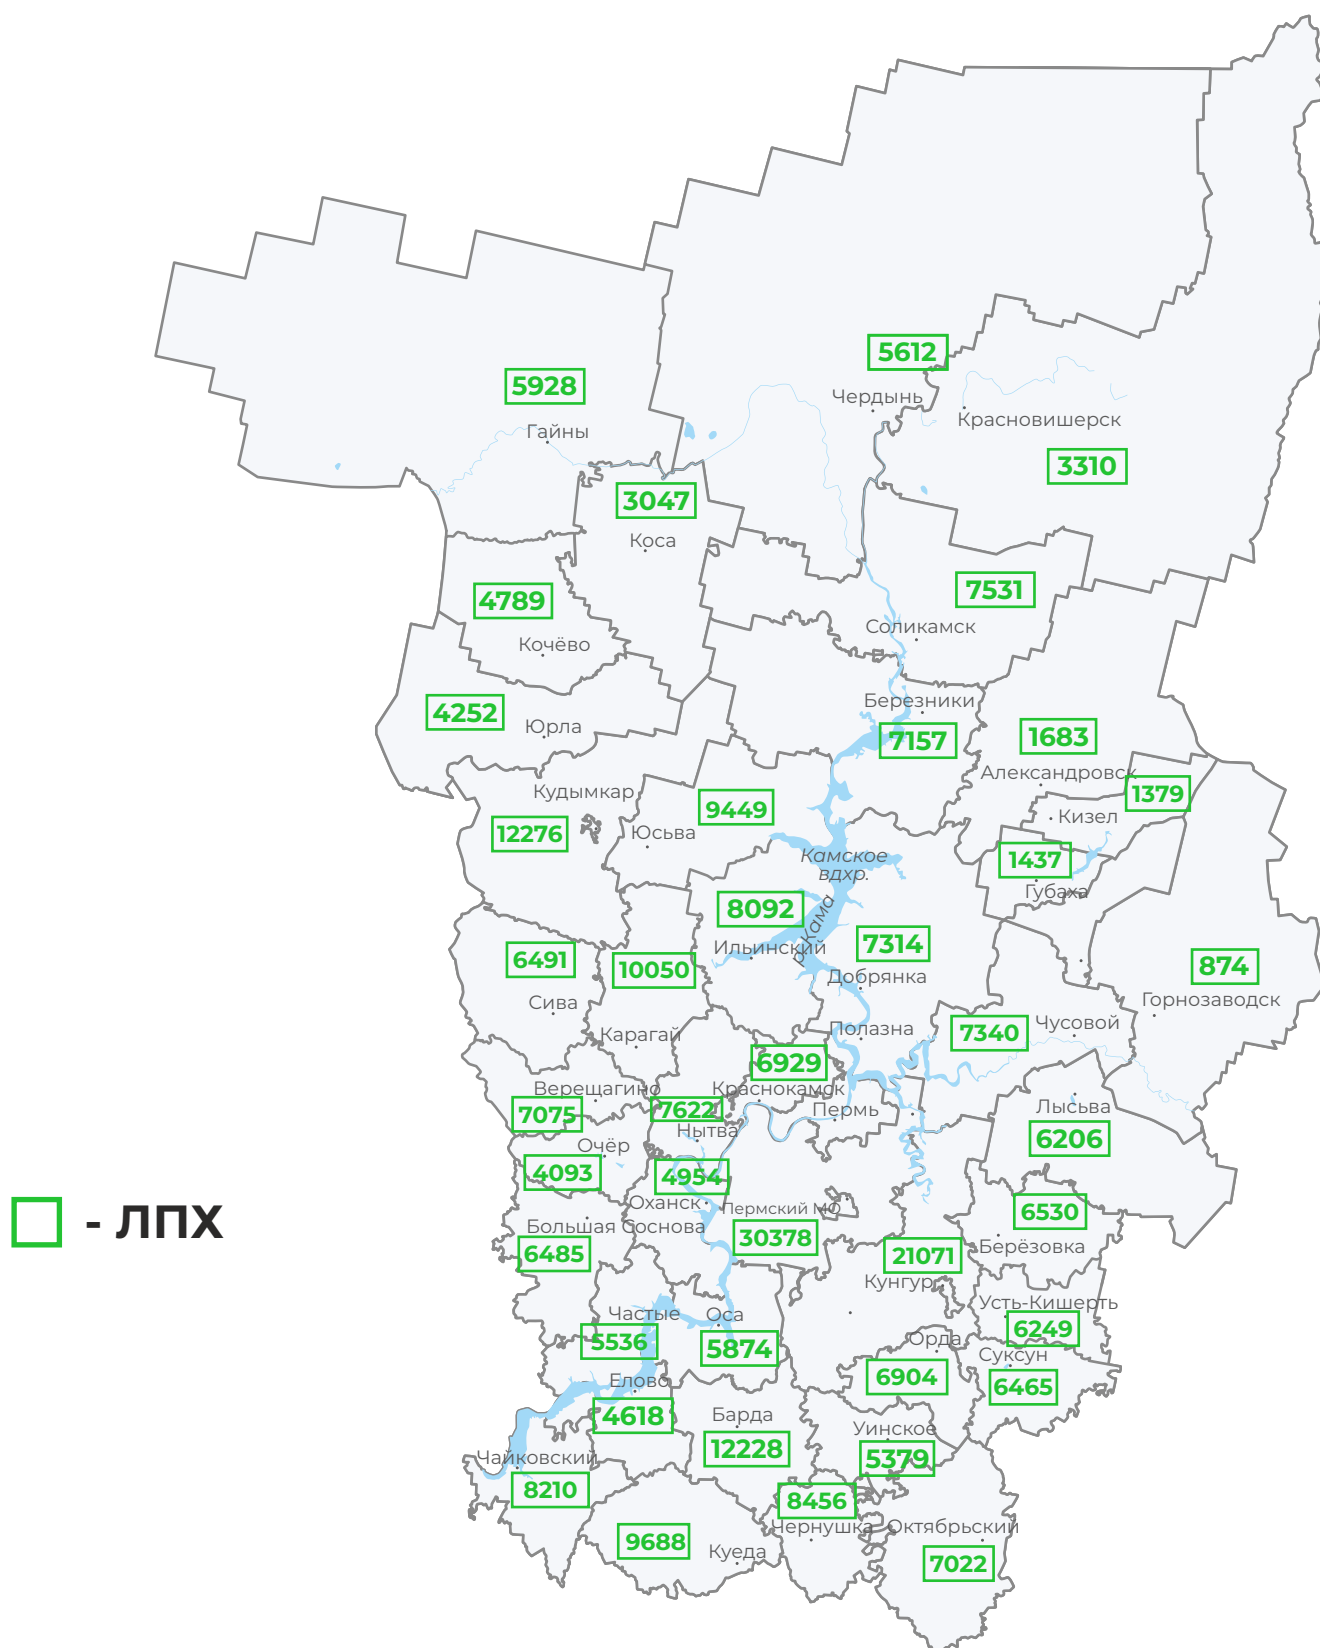 5612
Чердынь
5928
Гайны
Красновишерск
3310
3047
Коса
7531
4789
Кочёво
Соликамск
4252
Юрла
Березники
7157
1683
Александровск
1379
Кудымкар
12276
9449
Юсьва
Кизел
Камское
вдхр.
1437
Губаха
8092
р. Кама
Ильинский
7314
Добрянка
6491
Сива
10050
Карагай
874
Горнозаводск
Полазна
7340
Чусовой
6929
Краснокамск
Верещагино
7075
7622
Нытва
Пермь
Лысьва
6206
Очёр
4093
4954
Оханск
- ЛПХ
Большая Соснова
6485
Пермский МО
30378
6530
Берёзовка
21071
Кунгур
Усть-Кишерть
6249
Частые
5536
Оса
5874
Орда
6904
Суксун
6465
Елово
4618
Барда
12228
Уинское
5379
Чайковский
8210
8456
Чернушка
Октябрьский
7022
9688
Куеда